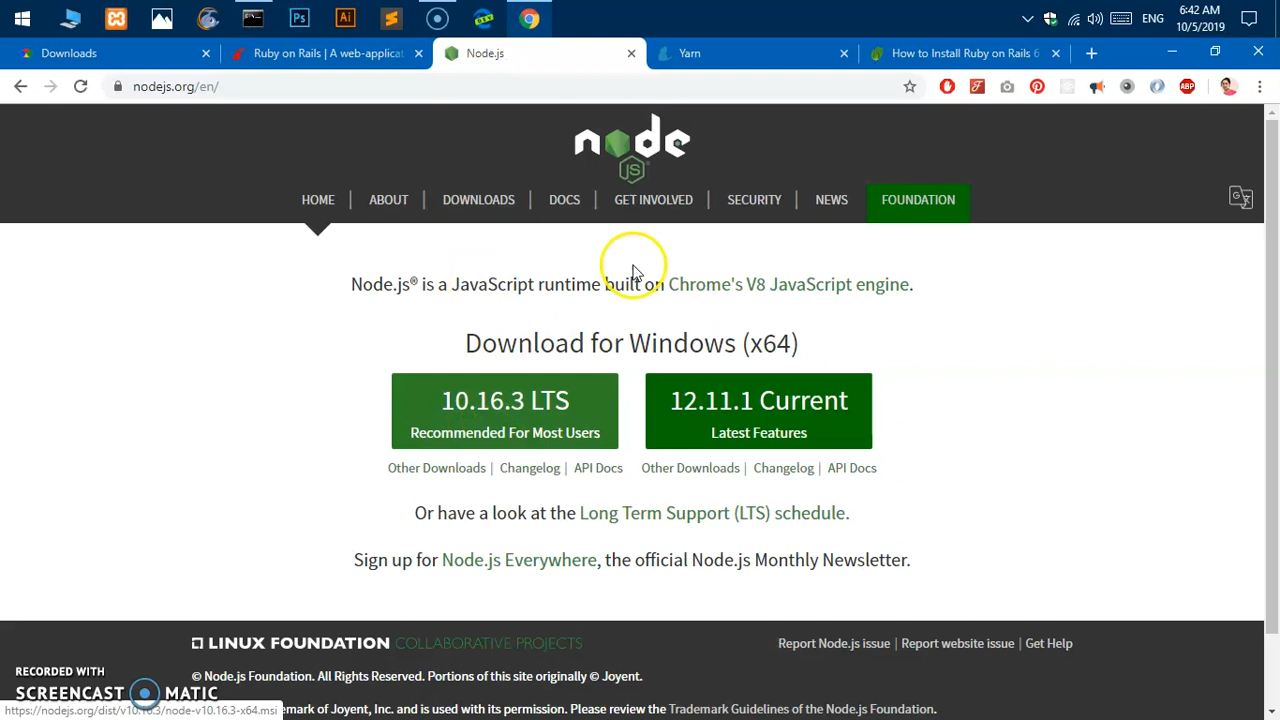 Ps
Ai
ENG
6:42 AM
10/5/2019
Downloads
Ruby on Rails | A web-applicat
Node.js
Yarn
How to Install Ruby on Rails 6
nodejs.org/en/
ABP
node
JS
HOME
ABOUT
DOWNLOADS
DOCS
GET INVOLVED
SECURITY
NEWS
FOUNDATION
Node.js® is a JavaScript runtime built on Chrome's V8 JavaScript engine.
Download for Windows (x64)
10.16.3 LTS
Recommended For Most Users
12.11.1 Current
Latest Features
Other Downloads | Changelog | API Docs
Other Downloads | Changelog | API Docs
Or have a look at the Long Term Support (LTS) schedule.
Sign up for Node.js Everywhere, the official Node.js Monthly Newsletter.
LINUX FOUNDATION COLLABORATIVE PROJECTS
Report Node.js issue | Report website issue | Get Help
© Node.js Foundation. All Rights Reserved. Portions of this site originally © Joyent.
demark of Joyent, Inc. and is used with its permission. Please review the Trademark Guidelines of the Node.js Foundation.
RECORDED WITH
SCREENCAST MATIC
https://nodejs.org/dist/v10.16.3/node-v10.16.3-x64.msi